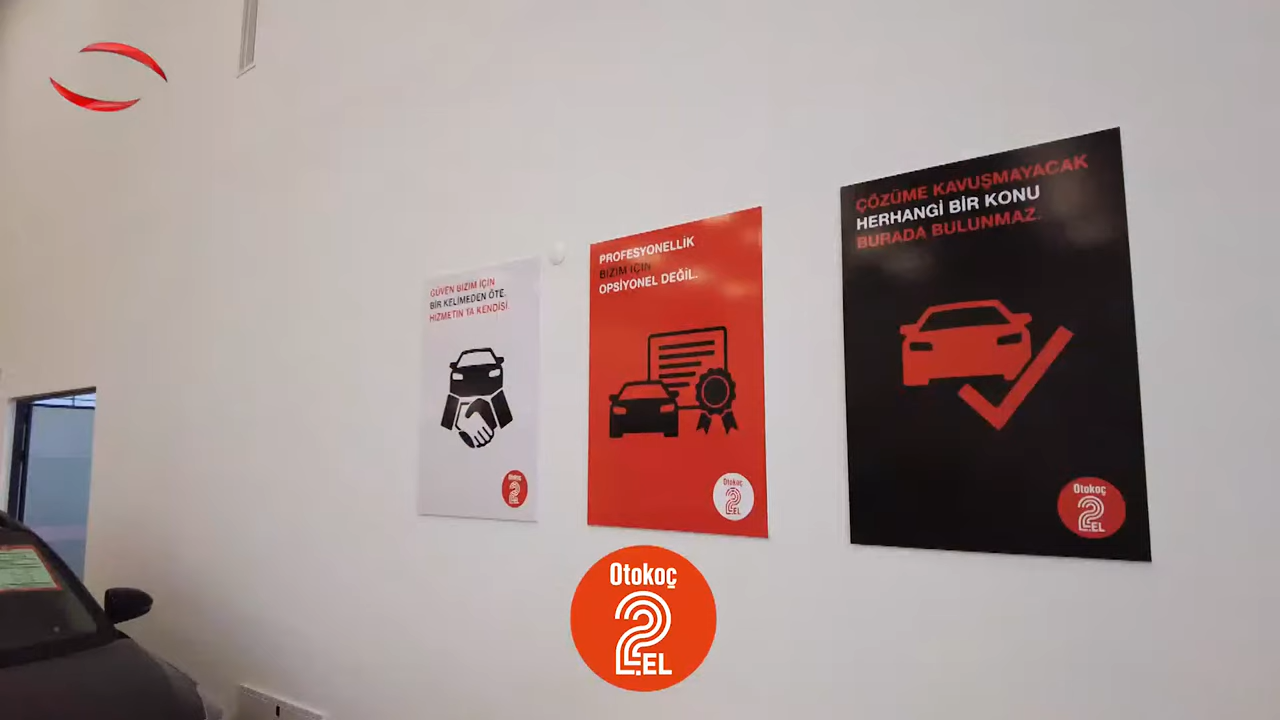 GÜVEN BİZİM İÇİN
BİR KELİMEDEN ÖTE.
HİZMETİN TA KENDİSİ.
Otokoç
2.EL
PROFESYONELLİK
BİZİM İÇİN
OPSİYONEL DEĞİL.
Otokoç
2.EL
ÇÖZÜME KAVUŞMAYACAK
HERHANGİ BİR KONU
BURADA BULUNMAZ.
Otokoç
2.EL
Otokoç
2.EL